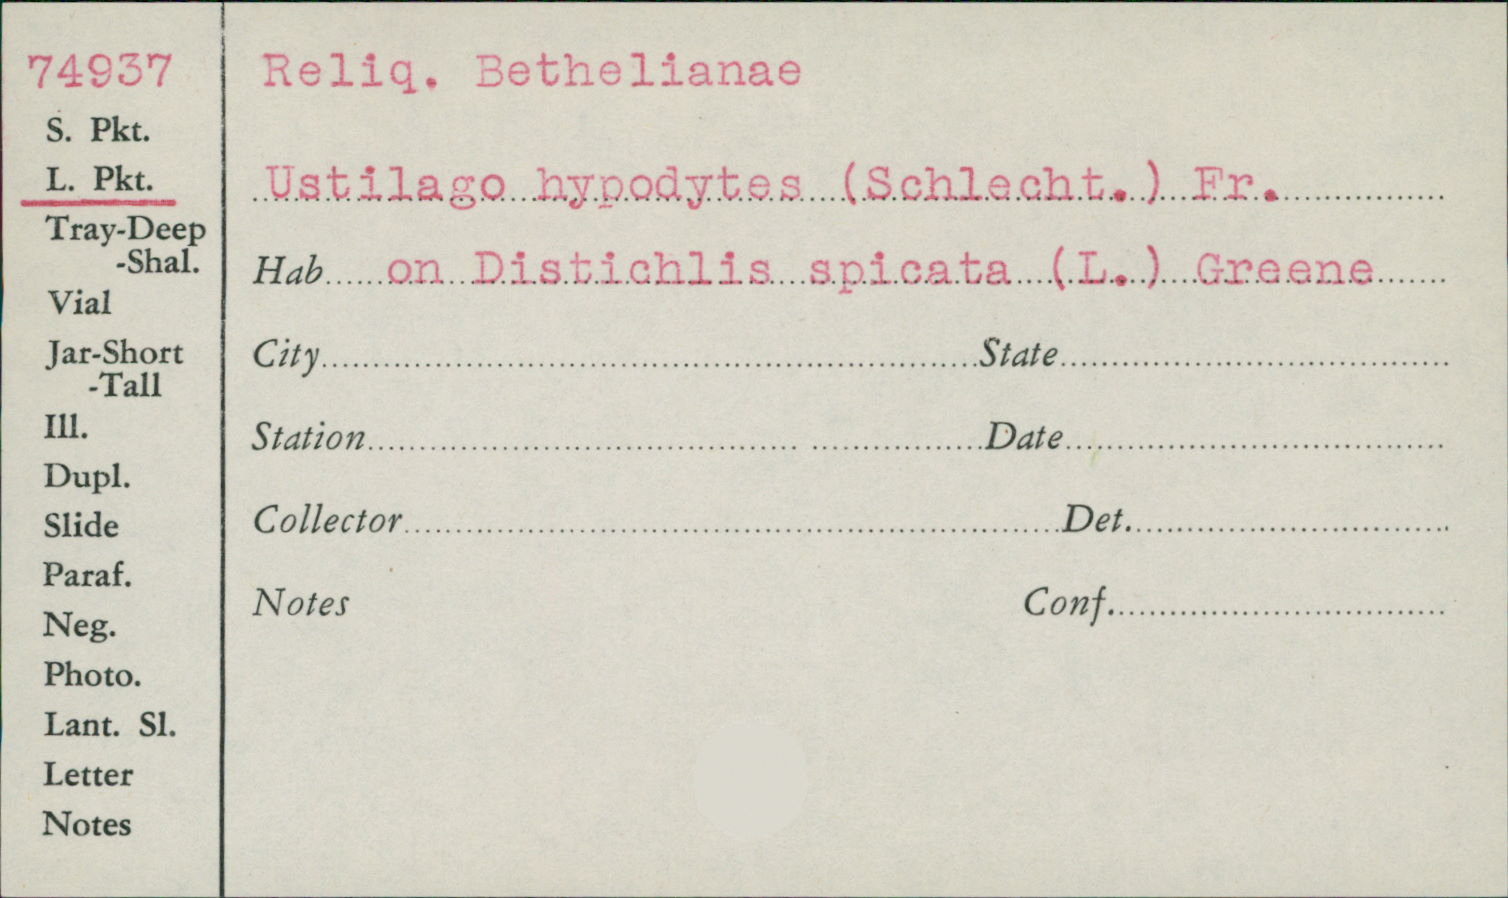 74937
Reliq. Bethelianae
S. Pkt.
L. Pkt.
Ustilago hypodytes (Schlecht.) Fr.
Tray-Deep
-Shal.
Hab on Distichlis spicata (L.) Greene
Vial
Jar-Short
-Tall
City State
Ill.
Station Date
Dupl.
Slide
Collector Det.
Paraf.
Neg.
Notes Conf.
Photo.
Lant. Sl.
Letter
Notes